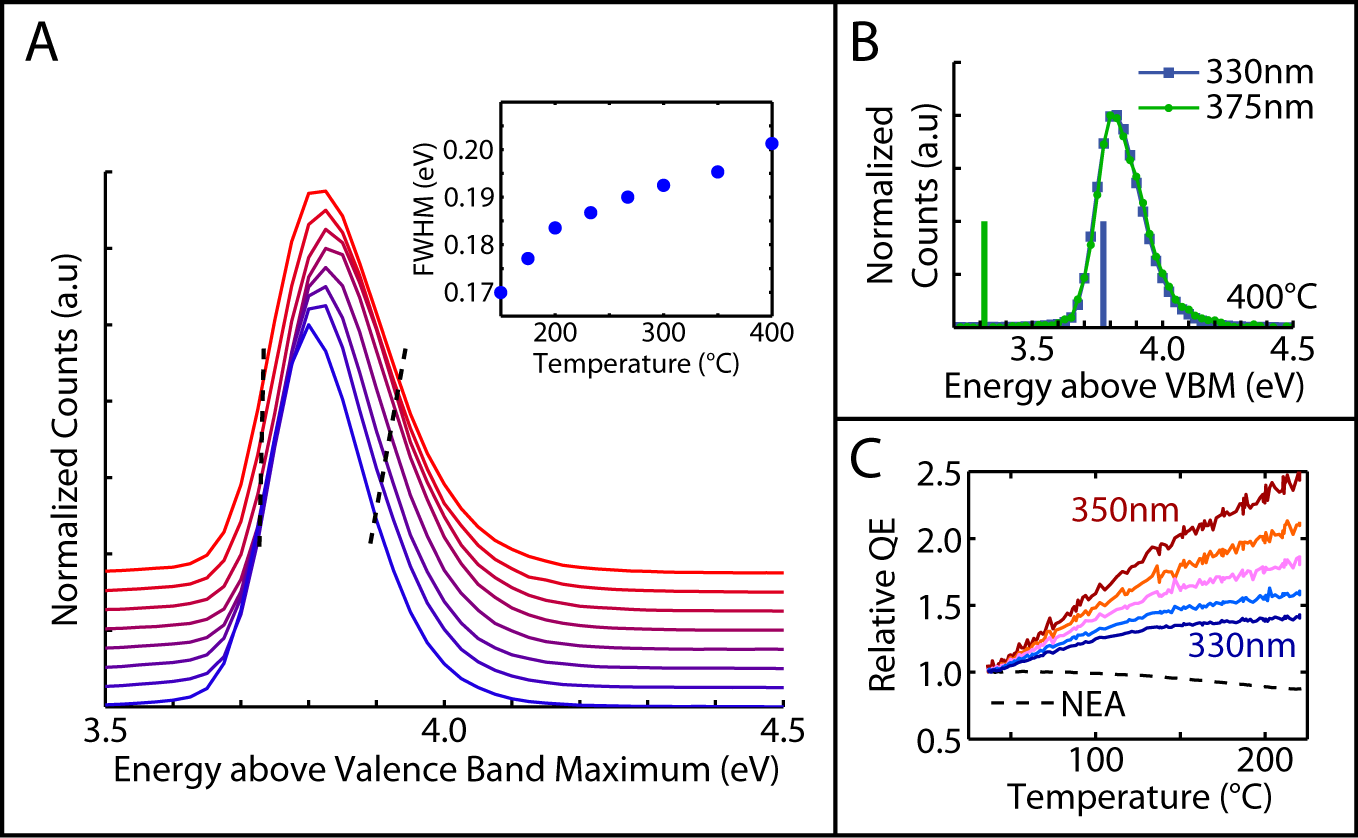 A
Normalized Counts (a.u)
3.5
4.0
4.5
Energy above Valence Band Maximum (eV)
FWHM (eV)
0.20
0.19
0.18
0.17
200
300
400
Temperature (°C)
B
Normalized
Counts (a.u)
330nm
375nm
400°C
3.5
4.0
4.5
Energy above VBM (eV)
C
Relative QE
2.5
2.0
1.5
1.0
0.5
350nm
330nm
NEA
100
200
Temperature (°C)